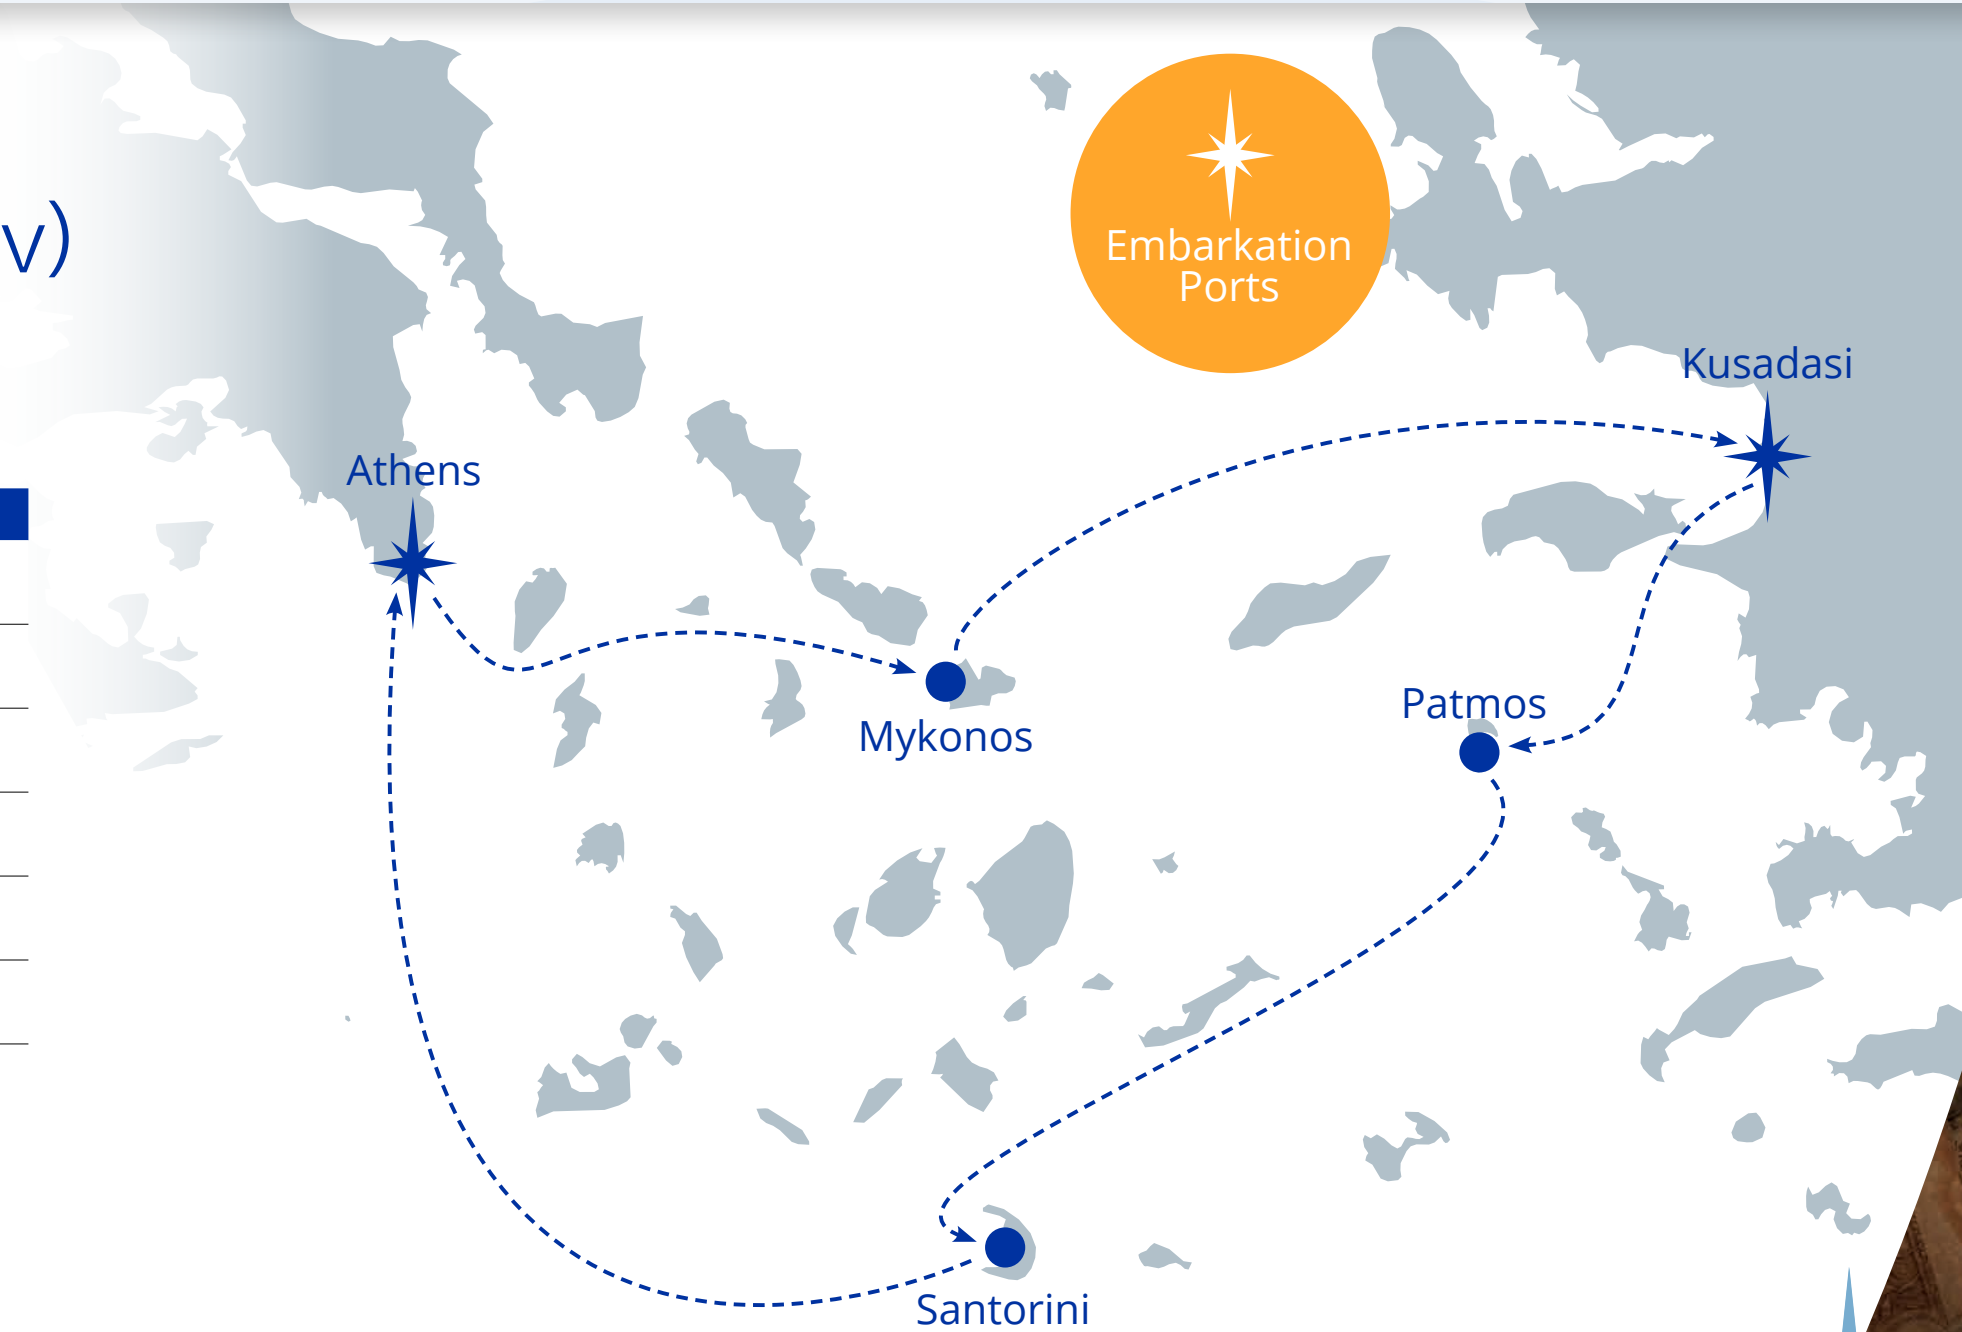 v)
Embarkation
Ports
Kusadasi
Athens
Patmos
Mykonos
Santorini